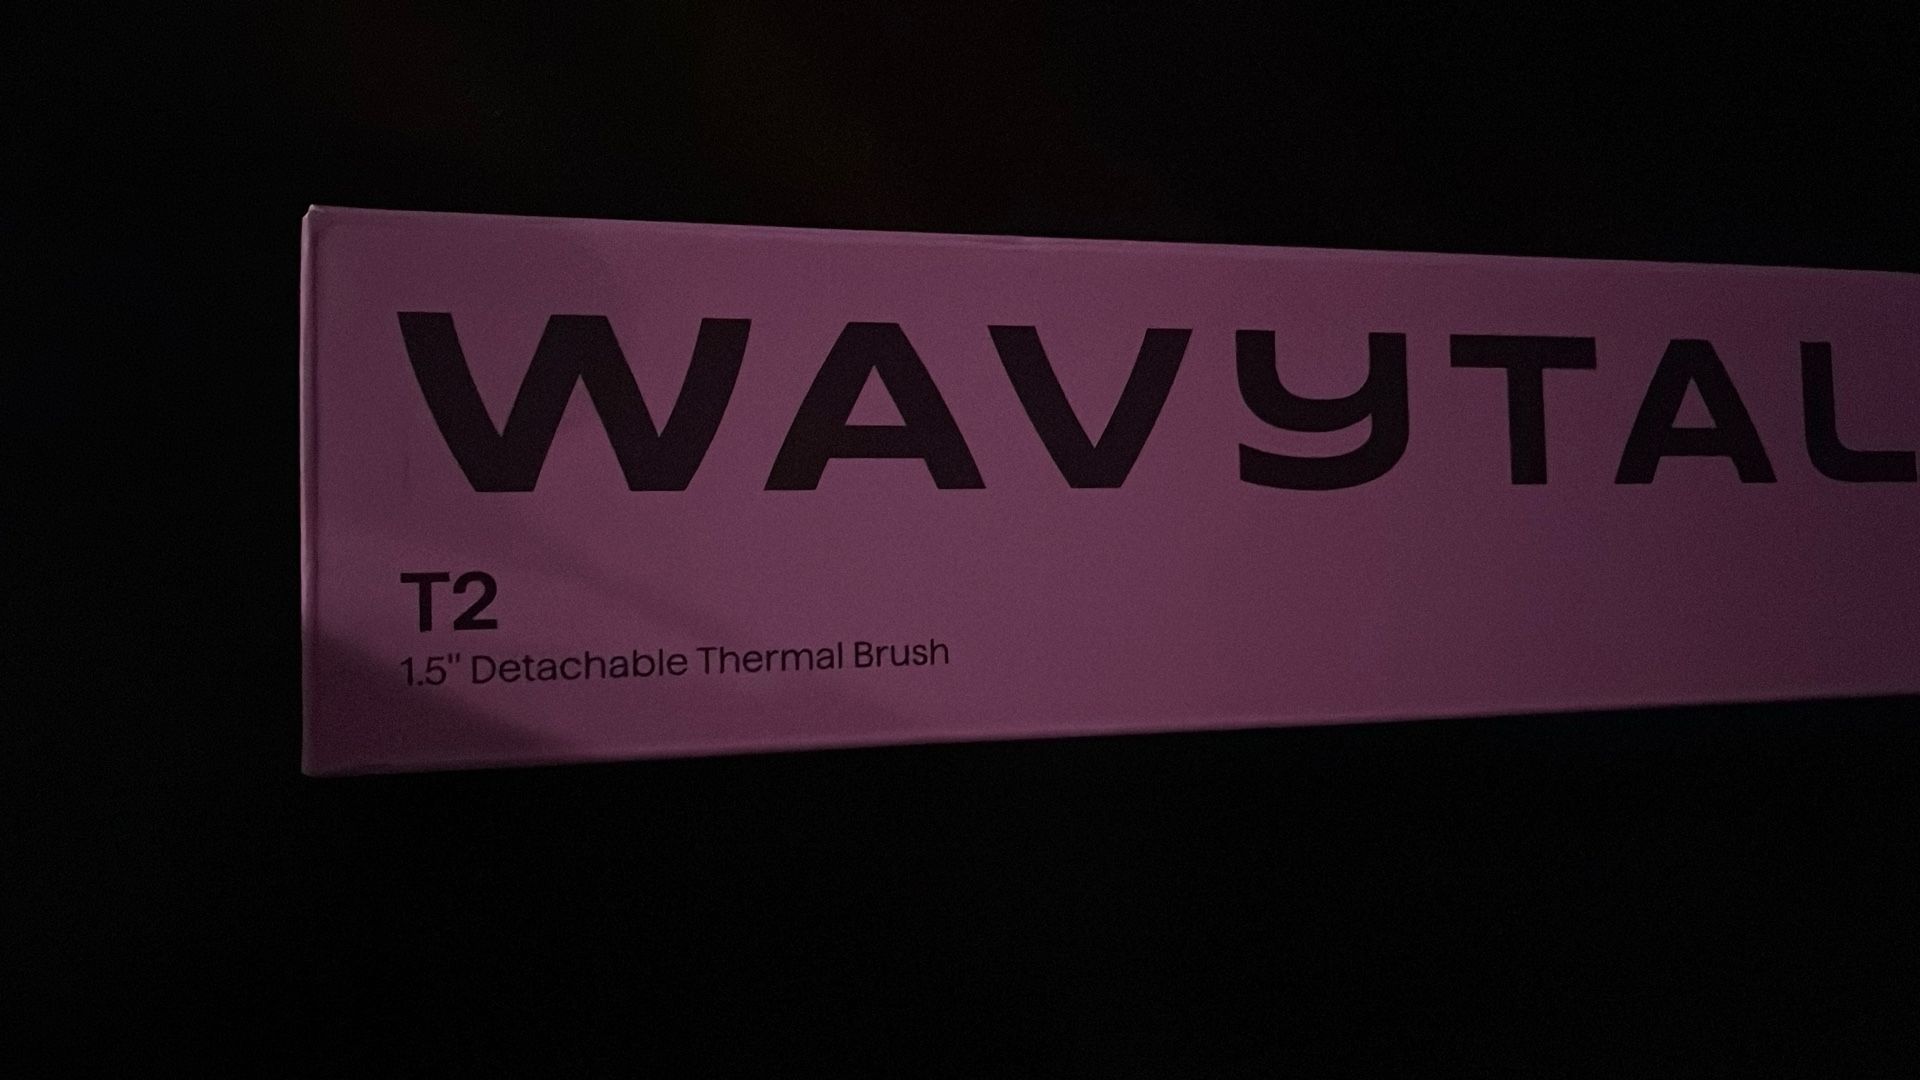 WAVYTAL
T2
1.5" Detachable Thermal Brush